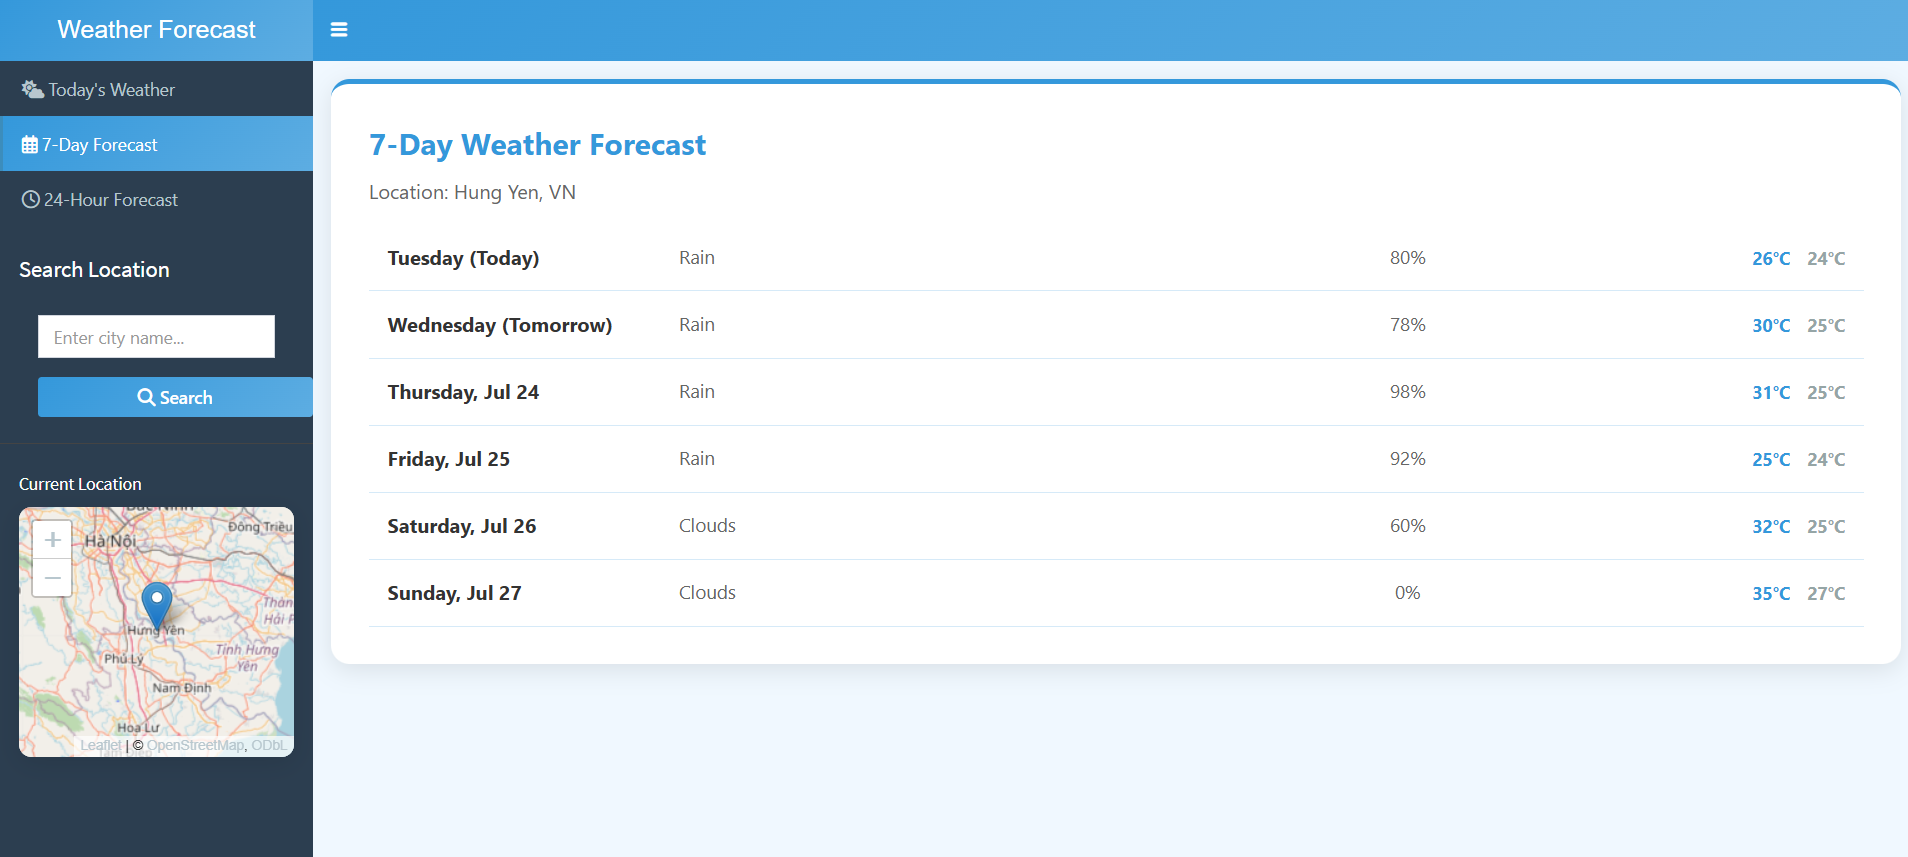 Weather Forecast
Today's Weather
7-Day Forecast
24-Hour Forecast
Search Location
Enter city name...
Search
Current Location
+
−
Hà Nội
Đông Triều
Hưng Yên
Phủ Lý
Tỉnh Hưng
Yên
Nam Định
Hoa Lư
Leaflet | © OpenStreetMap, ODbL
7-Day Weather Forecast
Location: Hung Yen, VN
Tuesday (Today) Rain 80% 26°C 24°C
Wednesday (Tomorrow) Rain 78% 30°C 25°C
Thursday, Jul 24 Rain 98% 31°C 25°C
Friday, Jul 25 Rain 92% 25°C 24°C
Saturday, Jul 26 Clouds 60% 32°C 25°C
Sunday, Jul 27 Clouds 0% 35°C 27°C